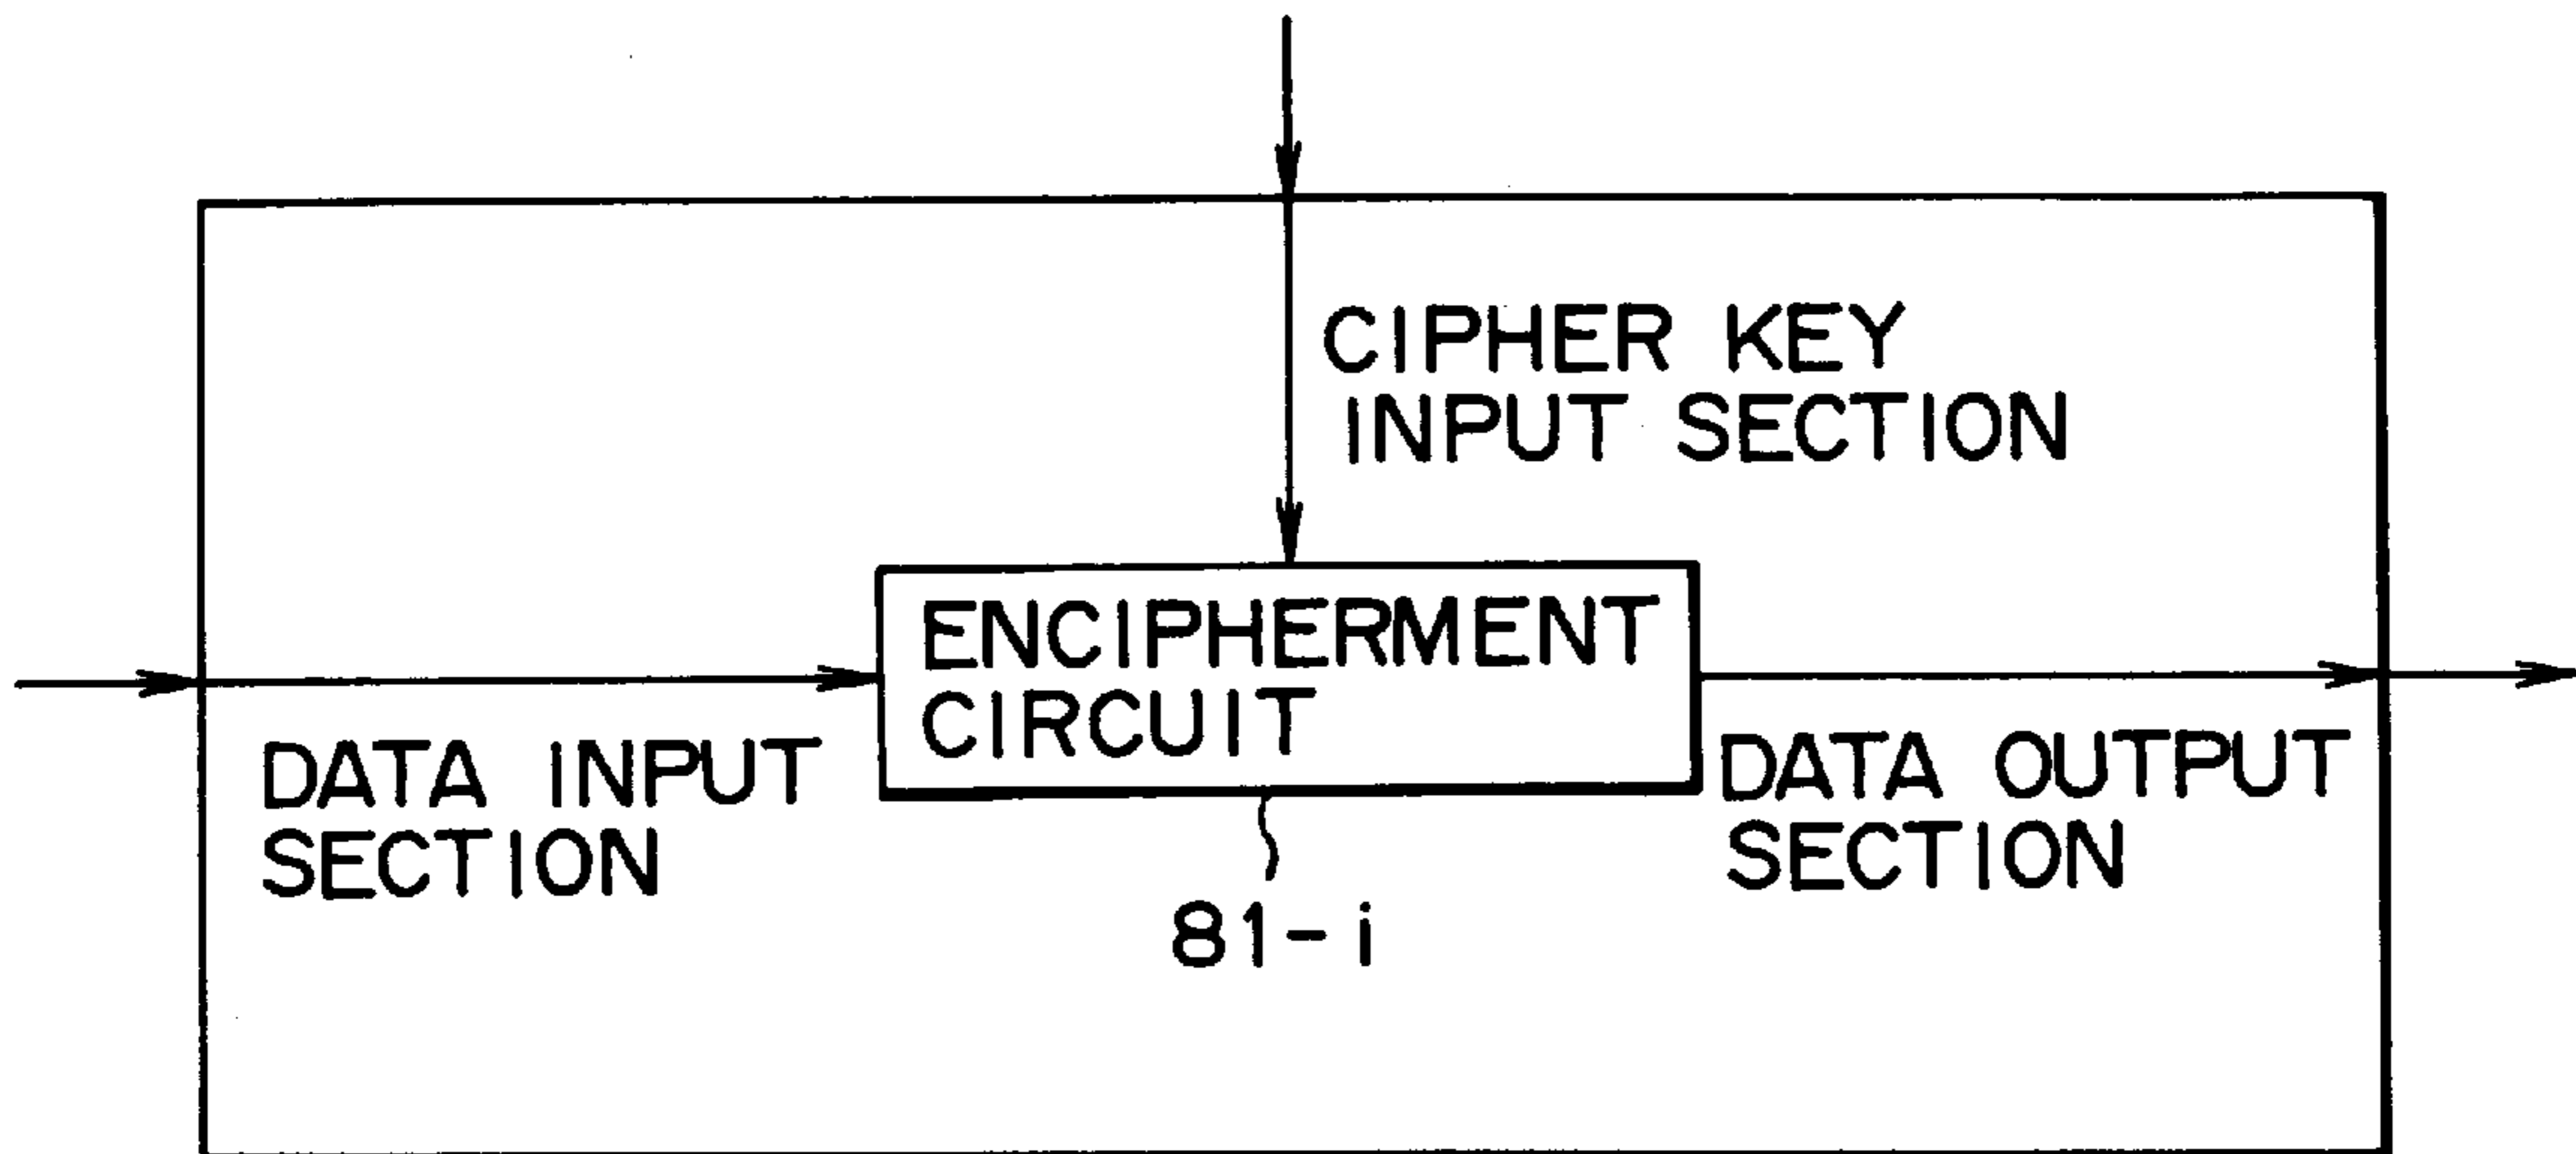 CIPHER KEY
INPUT SECTION
ENCIPHERMENT
CIRCUIT
DATA INPUT
SECTION
DATA OUTPUT
SECTION
81-i